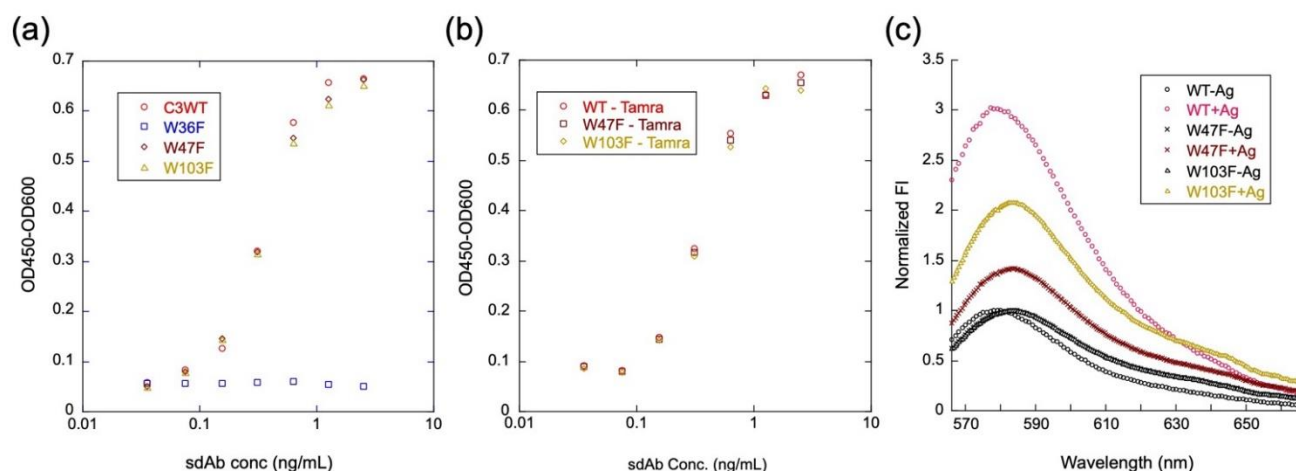 (a)
OD450-OD600
0.7
0.6
0.5
0.4
0.3
0.2
0.1
0
C3WT
W36F
W47F
W103F
0.01
0.1
1
10
sdAb conc (ng/mL)
(b)
OD450-OD600
0.7
0.6
0.5
0.4
0.3
0.2
0.1
0
WT - Tamra
W47F - Tamra
W103F - Tamra
0.01
0.1
1
10
sdAb Conc. (ng/mL)
(c)
Normalized FI
3.5
3
2.5
2
1.5
1
0.5
0
WT-Ag
WT+Ag
W47F-Ag
W47F+Ag
W103F-Ag
W103F+Ag
570
590
610
630
650
Wavelength (nm)